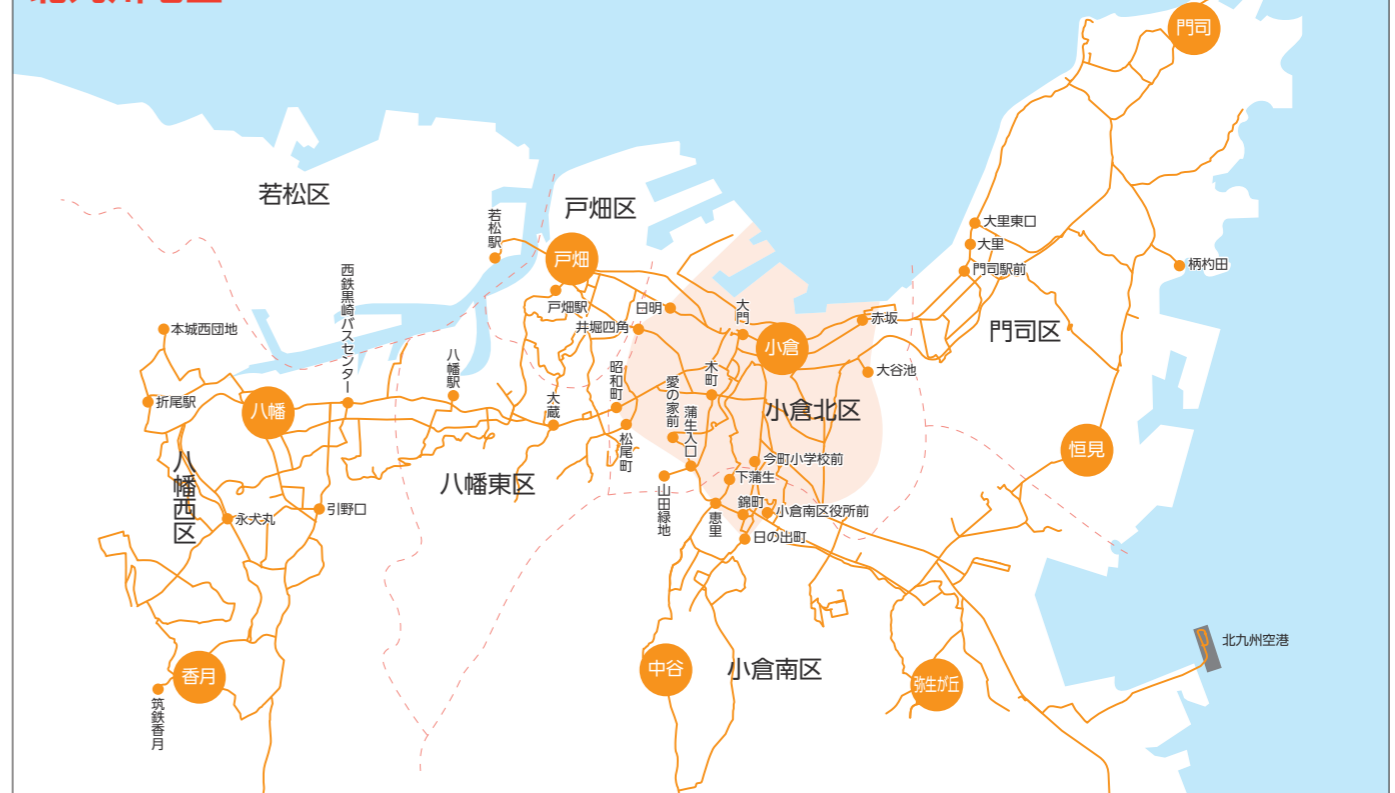 門司
若松区
戸畑区
若松駅
戸畑
大里東口
大里
門司駅前
柄杓田
西鉄黒崎バスセンター
戸畑駅
日明
大門
赤坂
門司区
本城西団地
井堀四角
小倉
八幡駅
昭和町
愛の家前
木町
大谷池
折尾駅
八幡
大蔵
蒲生入口
小倉北区
松尾町
恒見
八幡西区
八幡東区
今町小学校前
下蒲生
山田緑地
恵里
錦町
小倉南区役所前
永犬丸
引野口
日の出町
北九州空港
香月
中谷
小倉南区
弥生が丘
筑鉄香月